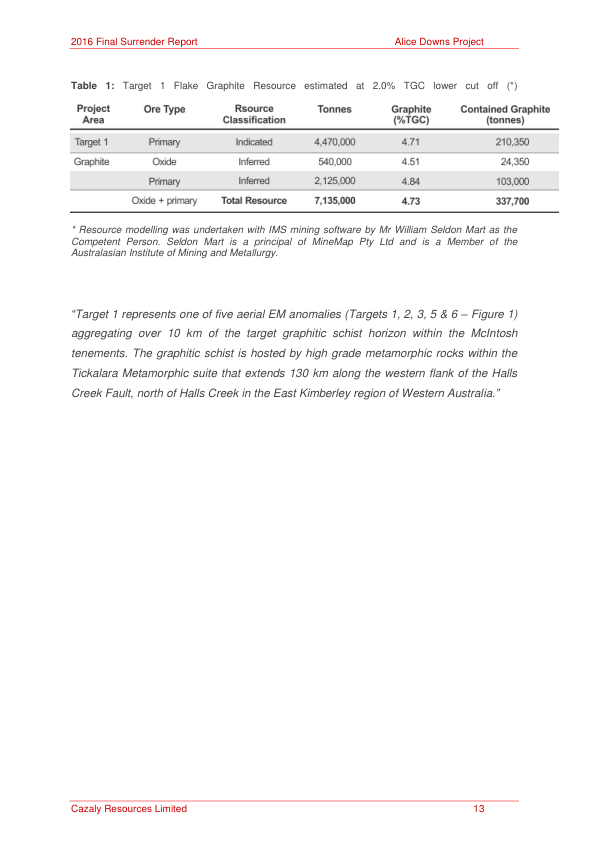 2016 Final Surrender Report Alice Downs Project
Table 1: Target 1 Flake Graphite Resource estimated at 2.0% TGC lower cut off (*)
Project Area Ore Type Rsource Classification Tonnes Graphite (%TGC) Contained Graphite (tonnes)
Target 1 Primary Indicated 4,470,000 4.71 210,350
Graphite Oxide Inferred 540,000 4.51 24,350
Primary Inferred 2,125,000 4.84 103,000
Oxide + primary Total Resource 7,135,000 4.73 337,700
* Resource modelling was undertaken with IMS mining software by Mr William Seldon Mart as the
Competent Person. Seldon Mart is a principal of MineMap Pty Ltd and is a Member of the
Australasian Institute of Mining and Metallurgy.
“Target 1 represents one of five aerial EM anomalies (Targets 1, 2, 3, 5 & 6 – Figure 1)
aggregating over 10 km of the target graphitic schist horizon within the McIntosh
tenements. The graphitic schist is hosted by high grade metamorphic rocks within the
Tickalara Metamorphic suite that extends 130 km along the western flank of the Halls
Creek Fault, north of Halls Creek in the East Kimberley region of Western Australia.”
Cazaly Resources Limited 13